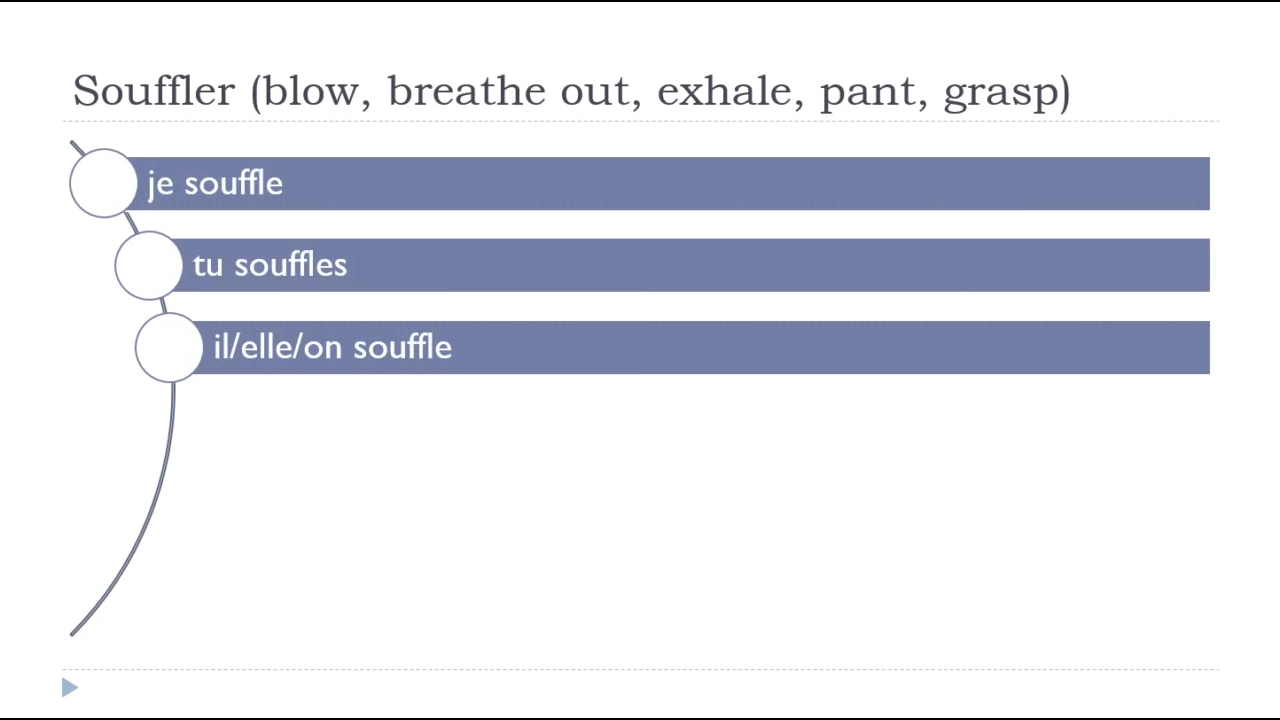 Souffler (blow, breathe out, exhale, pant, grasp)
je souffle
tu souffles
il/elle/on souffle